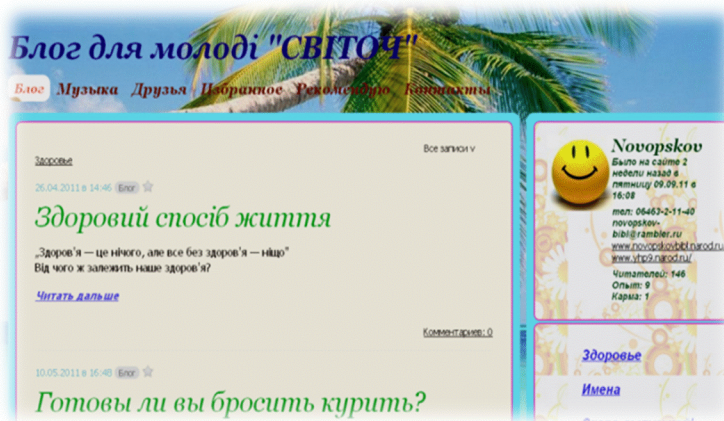 Блог для молоді "СВІТОЧ"
Блог Музыка Друзья Избранное Рекомендую Контакты
Все записи v
Здоровье
26.04.2011 в 14:46 Блог
Здоровий спосіб життя
„Здоров'я — це нічого, але все без здоров'я — ніщо"
Від чого ж залежить наше здоров'я?
Читать дальше
Комментариев: 0
10.05.2011 в 16:48 Блог
Готовы ли вы бросить курить?
Novopskov
Было на сайте 2
недели назад в
пятницу 09.09.11 в
16:08
тел: 06463-2-11-40
novopskov-
bibl@rambler.ru
www.novopskovbibl.narod.ru
www.yhp9.narod.ru/
Читателей: 146
Опыт: 9
Карма: 1
Здоровье
Имена